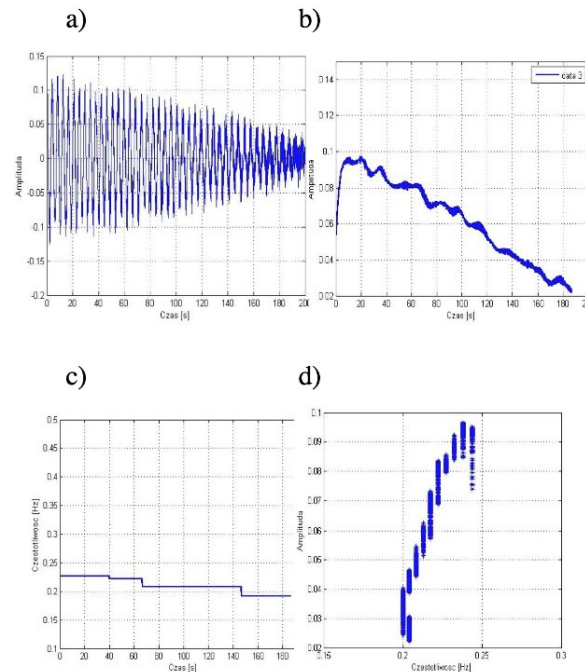 a)
0.15
0.1
0.05
0
-0.05
-0.1
-0.15
-0.2
Amplituda
0 20 40 60 80 100 120 140 160 180 200
Czas [s]
b)
data 3
0.14
0.12
0.1
0.08
0.06
0.04
0.02
Amplituda
0 20 40 60 80 100 120 140 160 180
Czas [s]
c)
0.5
0.45
0.4
0.35
0.3
0.25
0.2
0.15
0.1
Czestotliwosc [Hz]
0 20 40 60 80 100 120 140 160 180
Czas [s]
d)
0.1
0.09
0.08
0.07
0.06
0.05
0.04
0.03
0.02
Amplituda
0.15 0.2 0.25 0.3
Czestotliwosc [Hz]